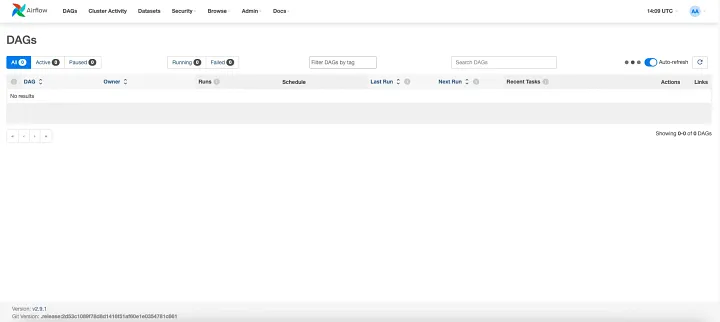 Airflow DAGs Cluster Activity Datasets Security Browse Admin Docs 14:09 UTC AA
DAGs
All 0 Active 0 Paused 0 Running 0 Failed 0 Filter DAGs by tag Search DAGs Auto-refresh
DAG Owner Runs Schedule Last Run Next Run Recent Tasks Actions Links
No results
« ‹ › » Showing 0-0 of 0 DAGs
Version: v2.9.1
Git Version: .release: